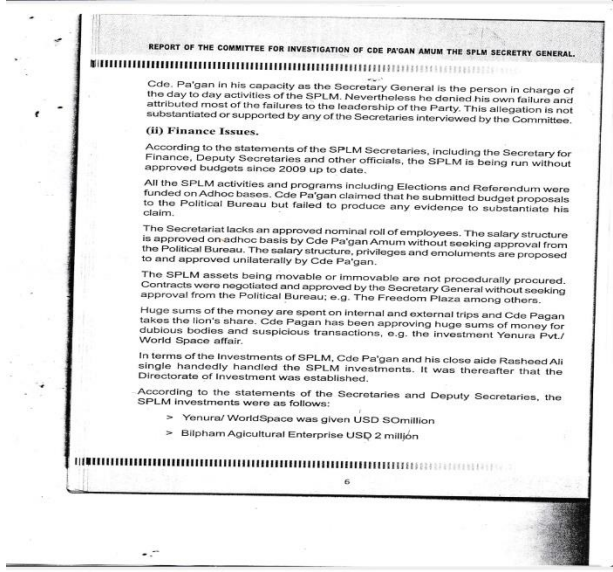 REPORT OF THE COMMITTEE FOR INVESTIGATION OF CDE PA'GAN AMUM THE SPLM SECRETRY GENERAL.
Cde. Pa'gan in his capacity as the Secretary General is the person in charge of
the day to day activities of the SPLM. Nevertheless he denied his own failure and
attributed most of the failures to the leadership of the Party. This allegation is not
substantiated or supported by any of the Secretaries interviewed by the Committee.
(ii) Finance Issues.
According to the statements of the SPLM Secretaries, including the Secretary for
Finance, Deputy Secretaries and other officials, the SPLM is being run without
approved budgets since 2009 up to date.
All the SPLM activities and programs including Elections and Referendum were
funded on Adhoc bases. Cde Pa'gan claimed that he submitted budget proposals
to the Political Bureau but failed to produce any evidence to substantiate his
claim.
The Secretariat lacks an approved nominal roll of employees. The salary structure
is approved on adhoc basis by Cde Pa'gan Amum without seeking approval from
the Political Bureau. The salary structure, privileges and emoluments are proposed
to and approved unilaterally by Cde Pa'gan.
The SPLM assets being movable or immovable are not procedurally procured.
Contracts were negotiated and approved by the Secretary General without seeking
approval from the Political Bureau; e.g. The Freedom Plaza among others.
Huge sums of the money are spent on internal and external trips and Cde Pagan
takes the lion's share. Cde Pagan has been approving huge sums of money for
dubious bodies and suspicious transactions, e.g. the investment Yenura Pvt./
World Space affair.
In terms of the Investments of SPLM, Cde Pa'gan and his close aide Rasheed Ali
single handedly handled the SPLM investments. It was thereafter that the
Directorate of Investment was established.
According to the statements of the Secretaries and Deputy Secretaries, the
SPLM investments were as follows:
> Yenura/ WorldSpace was given USD SOmillion
> Bilpham Agicultural Enterprise USD 2 million
6